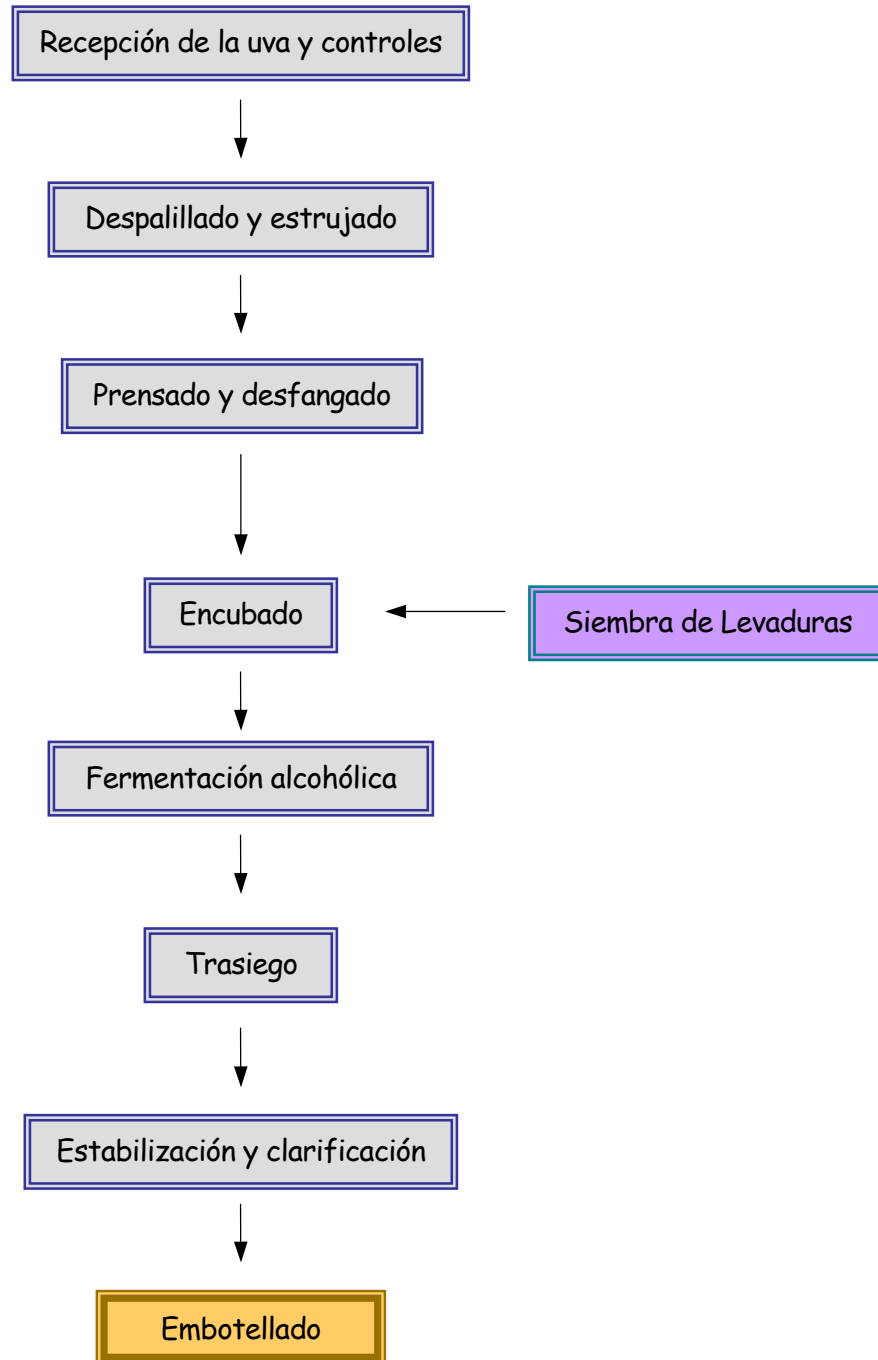 Recepción de la uva y controles
Despalillado y estrujado
Prensado y desfangado
Encubado
Siembra de Levaduras
Fermentación alcohólica
Trasiego
Estabilización y clarificación
Embotellado